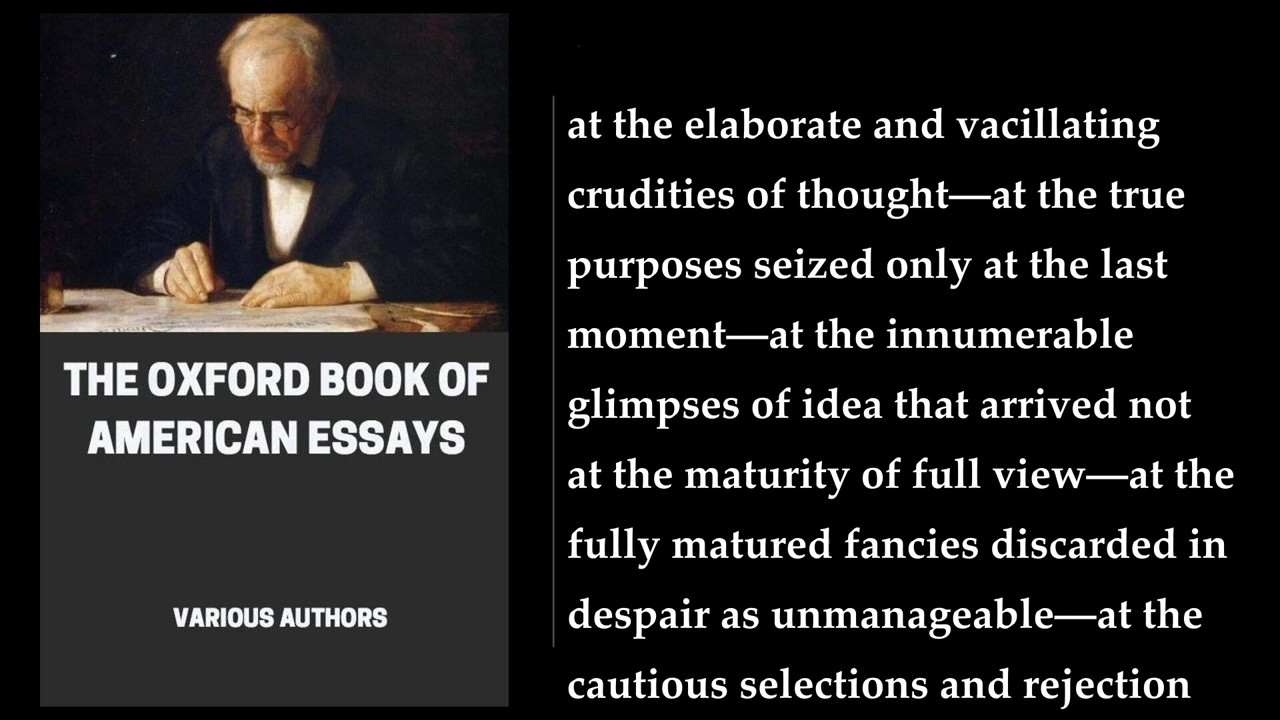 THE OXFORD BOOK OF
AMERICAN ESSAYS
VARIOUS AUTHORS
at the elaborate and vacillating
crudities of thought—at the true
purposes seized only at the last
moment—at the innumerable
glimpses of idea that arrived not
at the maturity of full view—at the
fully matured fancies discarded in
despair as unmanageable—at the
cautious selections and rejection